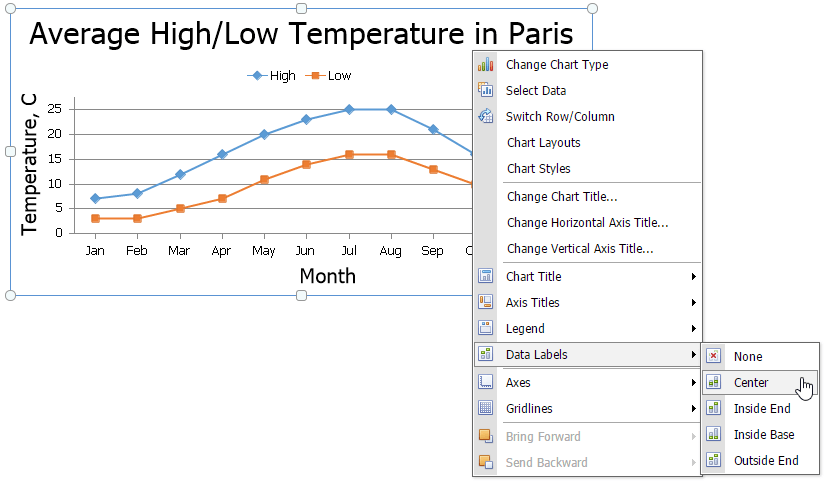 Average High/Low Temperature in Paris
High Low
Temperature, C
25
20
15
10
5
0
Jan Feb Mar Apr May Jun Jul Aug Sep
Month
Change Chart Type
Select Data
Switch Row/Column
Chart Layouts
Chart Styles
Change Chart Title...
Change Horizontal Axis Title...
Change Vertical Axis Title...
Chart Title
Axis Titles
Legend
Data Labels
Axes
Gridlines
Bring Forward
Send Backward
None
Center
Inside End
Inside Base
Outside End